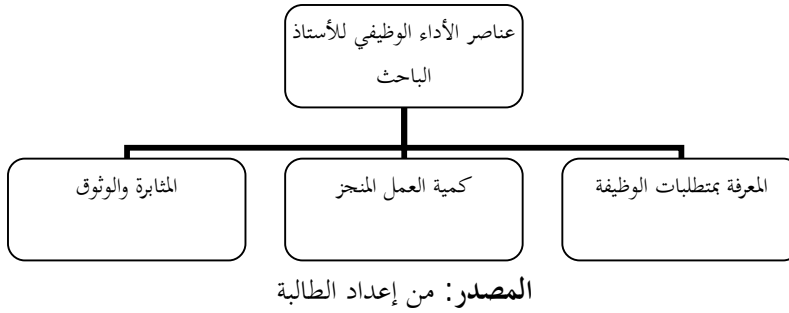 عناصر الأداء الوظيفي للأستاذ
الباحث
المعرفة بمتطلبات الوظيفة
كمية العمل المنجز
المثابرة والوثوق
المصدر: من إعداد الطالبة